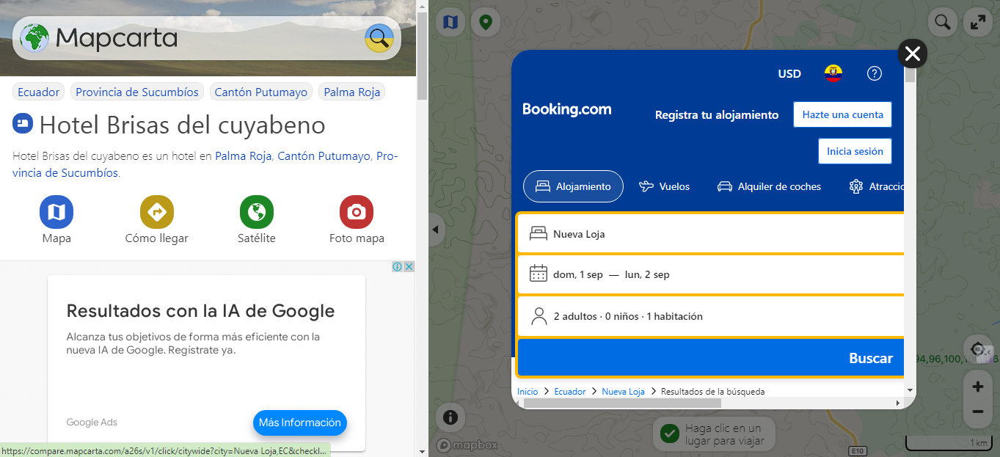 Mapcarta
Ecuador
Provincia de Sucumbíos
Cantón Putumayo
Palma Roja
Hotel Brisas del cuyabeno
Hotel Brisas del cuyabeno es un hotel en Palma Roja, Cantón Putumayo, Pro-
vincia de Sucumbíos.
Mapa
Cómo llegar
Satélite
Foto mapa
Resultados con la IA de Google
Alcanza tus objetivos de forma más eficiente con la
nueva IA de Google. Regístrate ya.
Google Ads
Más Información
https://compare.mapcarta.com/a26s/v1/click/citywide?city=Nueva Loja,EC&checkl...
USD
Booking.com
Registra tu alojamiento
Hazte una cuenta
Inicia sesión
Alojamiento
Vuelos
Alquiler de coches
Atraccio
Nueva Loja
dom, 1 sep — lun, 2 sep
2 adultos · 0 niños · 1 habitación
Buscar
Inicio > Ecuador > Nueva Loja > Resultados de la búsqueda
Haga clic en un
lugar para viajar
mapbox
E10
1 km